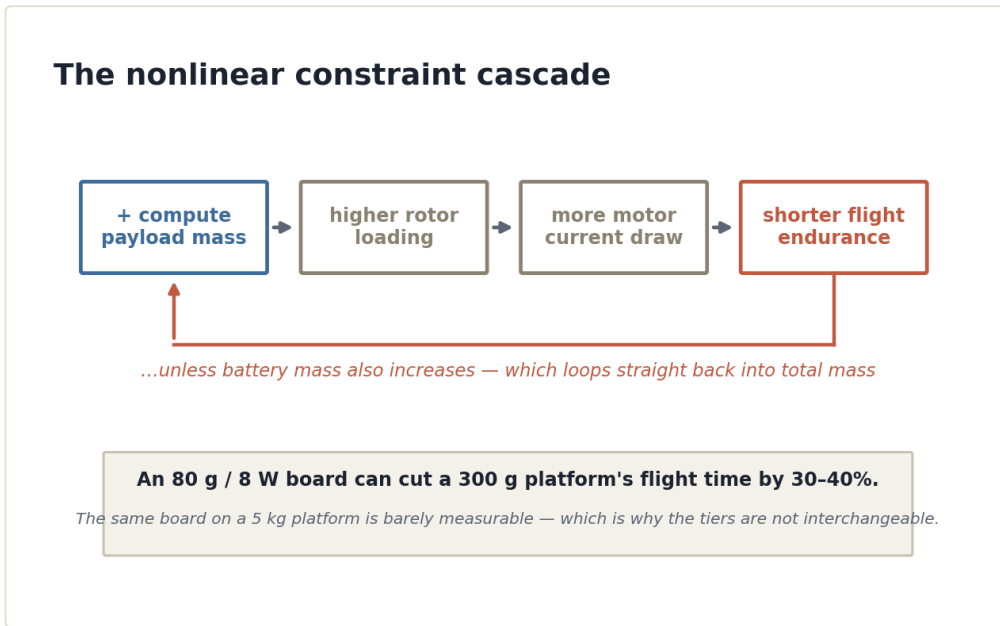 The nonlinear constraint cascade
+ compute
payload mass
higher rotor
loading
more motor
current draw
shorter flight
endurance
…unless battery mass also increases — which loops straight back into total mass
An 80 g / 8 W board can cut a 300 g platform's flight time by 30–40%.
The same board on a 5 kg platform is barely measurable — which is why the tiers are not interchangeable.